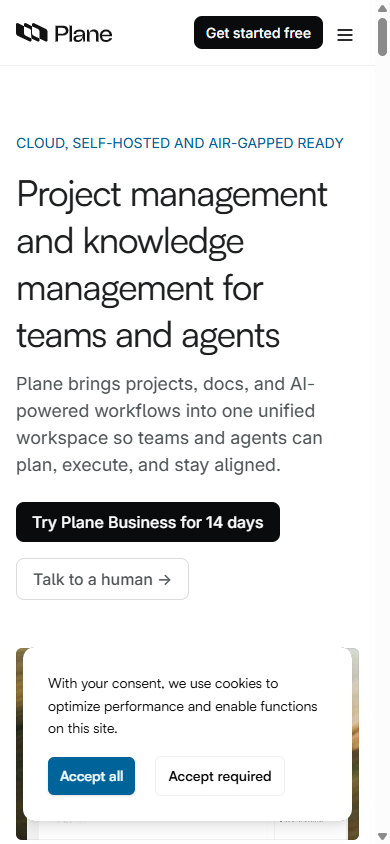 Plane
Get started free
CLOUD, SELF-HOSTED AND AIR-GAPPED READY
Project management
and knowledge
management for
teams and agents
Plane brings projects, docs, and AI-
powered workflows into one unified
workspace so teams and agents can
plan, execute, and stay aligned.
Try Plane Business for 14 days
Talk to a human →
With your consent, we use cookies to
optimize performance and enable functions
on this site.
Accept all
Accept required